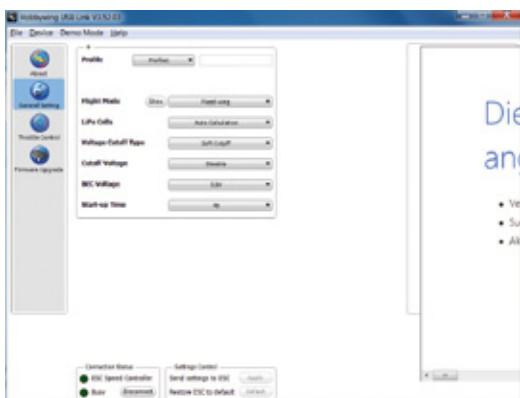 Hobbywing USB Link V3.52.03
File Device Demo Mode Help
About
General Setting
Throttle Control
Firmware Upgrade
Profile
Profile1
Flight Mode
Fixed-wing
LiPo Cells
Auto Calculation
Voltage Cutoff Type
Soft Cutoff
Cutoff Voltage
Disable
BEC Voltage
Start-up Time
Die
ang
• Ve
• Su
• Ak
Connection Status
ESC Speed Controller
Busy
Disconnect
Settings Control
Send settings to ESC
Apply
Restore ESC to default
Default